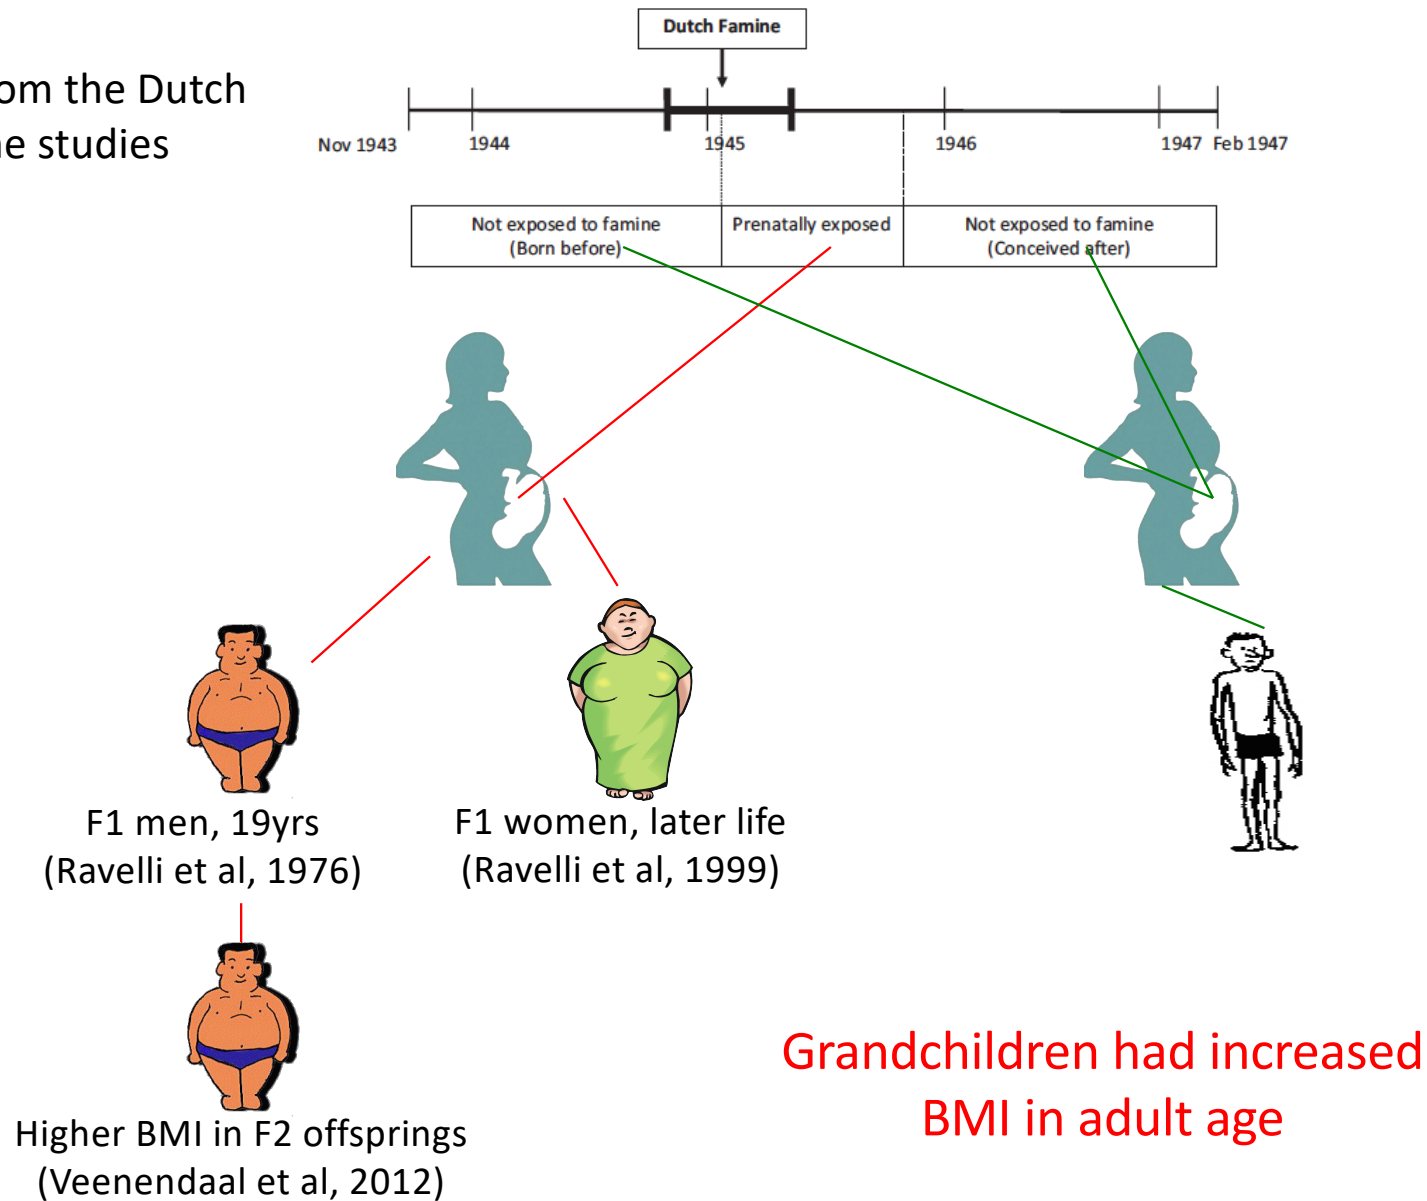 Dutch Famine
om the Dutch
e studies
Nov 1943 1944 1945 1946 1947 Feb 1947
Not exposed to famine
(Born before)
Prenatally exposed
Not exposed to famine
(Conceived after)
F1 men, 19yrs
(Ravelli et al, 1976)
F1 women, later life
(Ravelli et al, 1999)
Higher BMI in F2 offsprings
(Veenendaal et al, 2012)
Grandchildren had increased
BMI in adult age